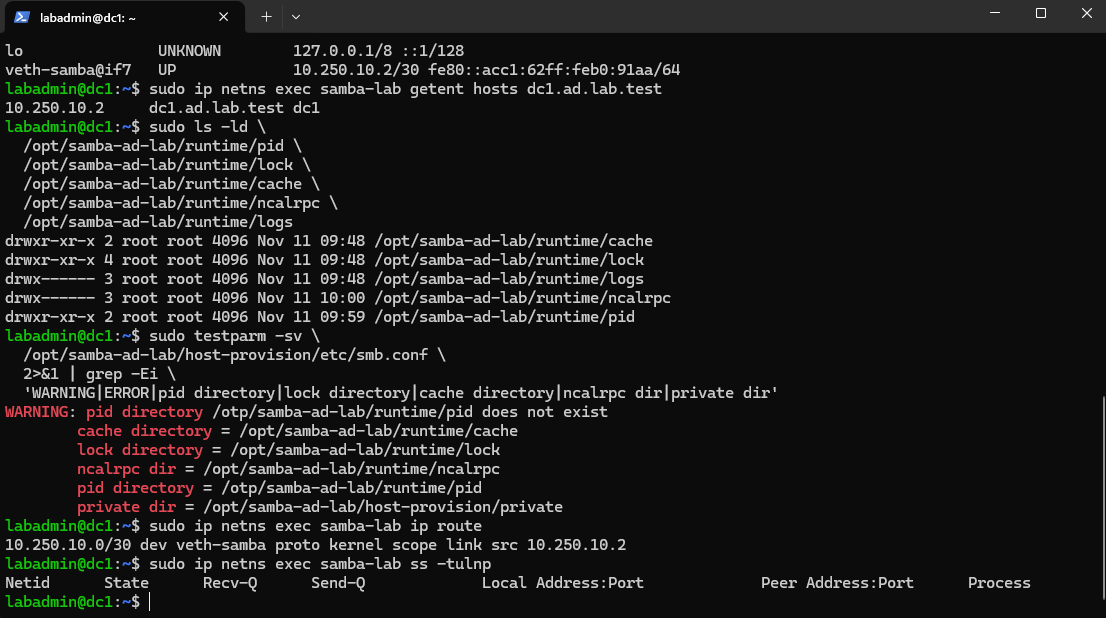 labadmin@dc1: ~
lo               UNKNOWN        127.0.0.1/8 ::1/128
veth-samba@if7   UP             10.250.10.2/30 fe80::acc1:62ff:feb0:91aa/64
labadmin@dc1:~$ sudo ip netns exec samba-lab getent hosts dc1.ad.lab.test
10.250.10.2     dc1.ad.lab.test dc1
labadmin@dc1:~$ sudo ls -ld \
  /opt/samba-ad-lab/runtime/pid \
  /opt/samba-ad-lab/runtime/lock \
  /opt/samba-ad-lab/runtime/cache \
  /opt/samba-ad-lab/runtime/ncalrpc \
  /opt/samba-ad-lab/runtime/logs
drwxr-xr-x 2 root root 4096 Nov 11 09:48 /opt/samba-ad-lab/runtime/cache
drwxr-xr-x 4 root root 4096 Nov 11 09:48 /opt/samba-ad-lab/runtime/lock
drwx------ 3 root root 4096 Nov 11 09:48 /opt/samba-ad-lab/runtime/logs
drwx------ 3 root root 4096 Nov 11 10:00 /opt/samba-ad-lab/runtime/ncalrpc
drwxr-xr-x 2 root root 4096 Nov 11 09:59 /opt/samba-ad-lab/runtime/pid
labadmin@dc1:~$ sudo testparm -sv \
  /opt/samba-ad-lab/host-provision/etc/smb.conf \
  2>&1 | grep -Ei \
  'WARNING|ERROR|pid directory|lock directory|cache directory|ncalrpc dir|private dir'
WARNING: pid directory /otp/samba-ad-lab/runtime/pid does not exist
        cache directory = /opt/samba-ad-lab/runtime/cache
        lock directory = /opt/samba-ad-lab/runtime/lock
        ncalrpc dir = /opt/samba-ad-lab/runtime/ncalrpc
        pid directory = /otp/samba-ad-lab/runtime/pid
        private dir = /opt/samba-ad-lab/host-provision/private
labadmin@dc1:~$ sudo ip netns exec samba-lab ip route
10.250.10.0/30 dev veth-samba proto kernel scope link src 10.250.10.2
labadmin@dc1:~$ sudo ip netns exec samba-lab ss -tulnp
Netid      State      Recv-Q      Send-Q             Local Address:Port             Peer Address:Port      Process
labadmin@dc1:~$